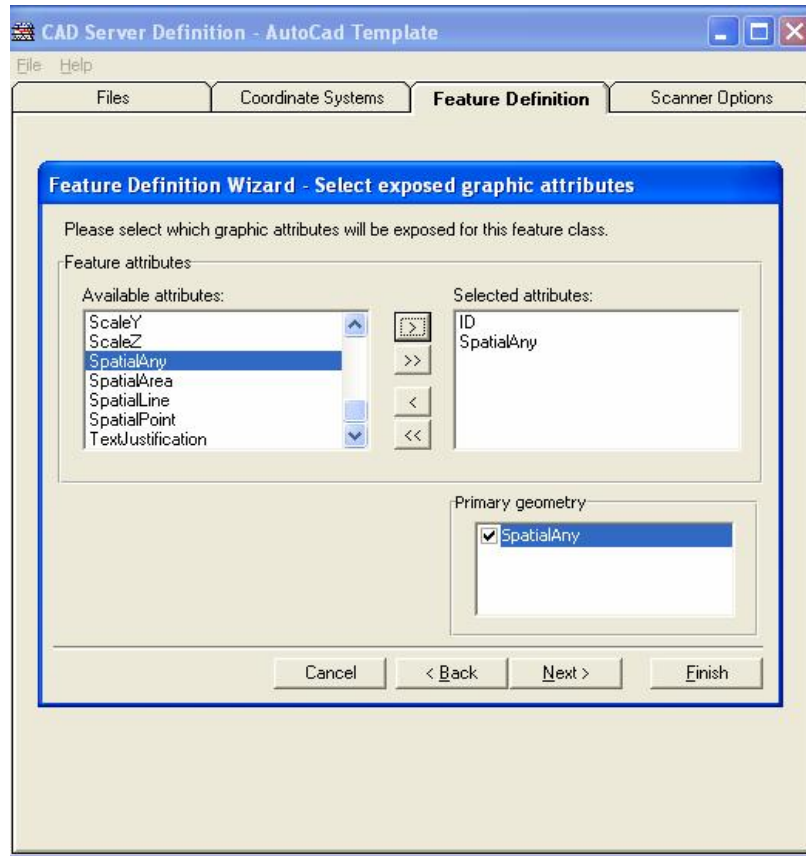 CAD Server Definition - AutoCad Template
File Help
Files Coordinate Systems Feature Definition Scanner Options
Feature Definition Wizard - Select exposed graphic attributes
Please select which graphic attributes will be exposed for this feature class.
Feature attributes
Available attributes:
ScaleY
ScaleZ
SpatialAny
SpatialArea
SpatialLine
SpatialPoint
TextJustification
>
>>
<
<<
Selected attributes:
ID
SpatialAny
Primary geometry
SpatialAny
Cancel < Back Next > Finish